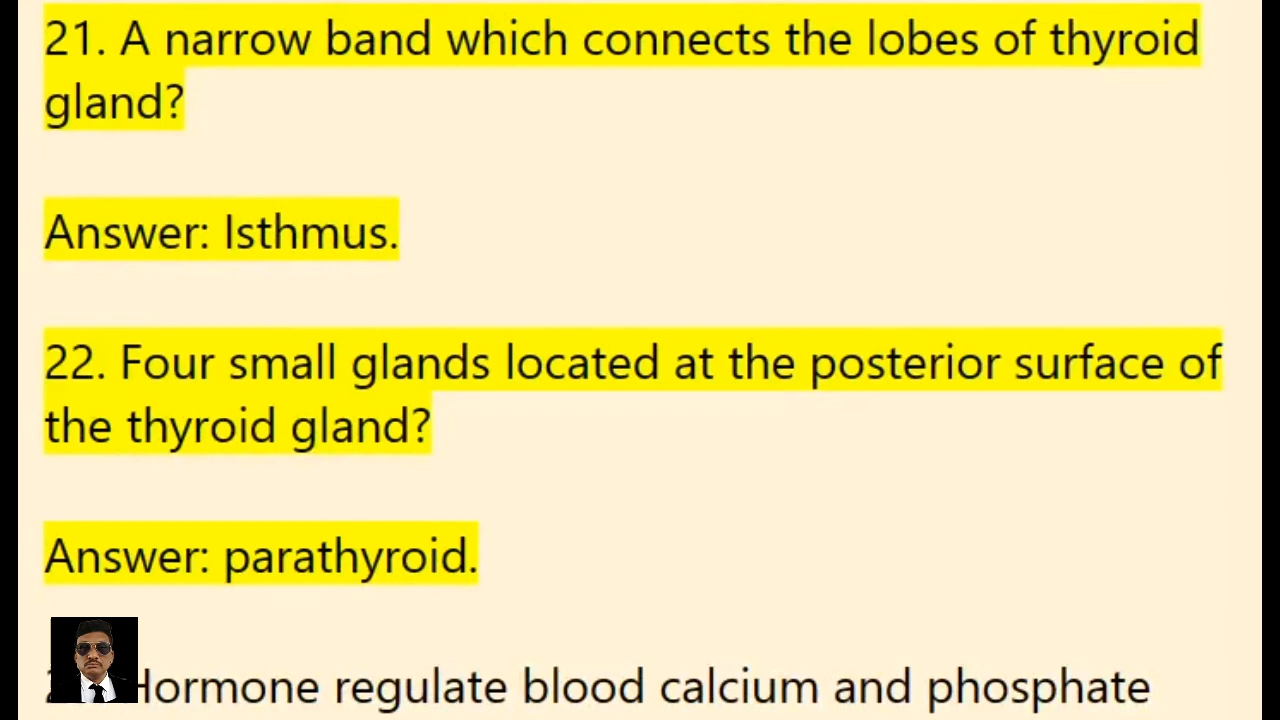 21. A narrow band which connects the lobes of thyroid
gland?
Answer: Isthmus.
22. Four small glands located at the posterior surface of
the thyroid gland?
Answer: parathyroid.
Hormone regulate blood calcium and phosphate